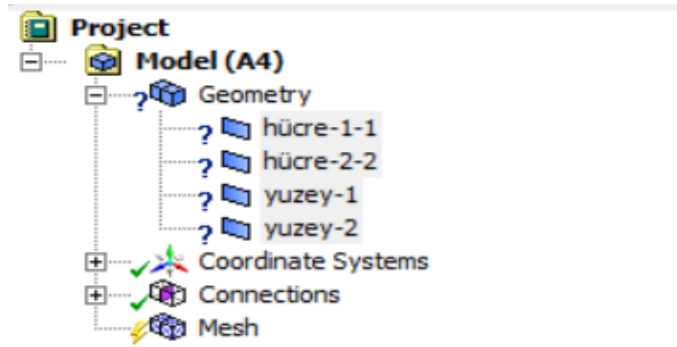 Project
Model (A4)
Geometry
hücre-1-1
hücre-2-2
yuzey-1
yuzey-2
Coordinate Systems
Connections
Mesh